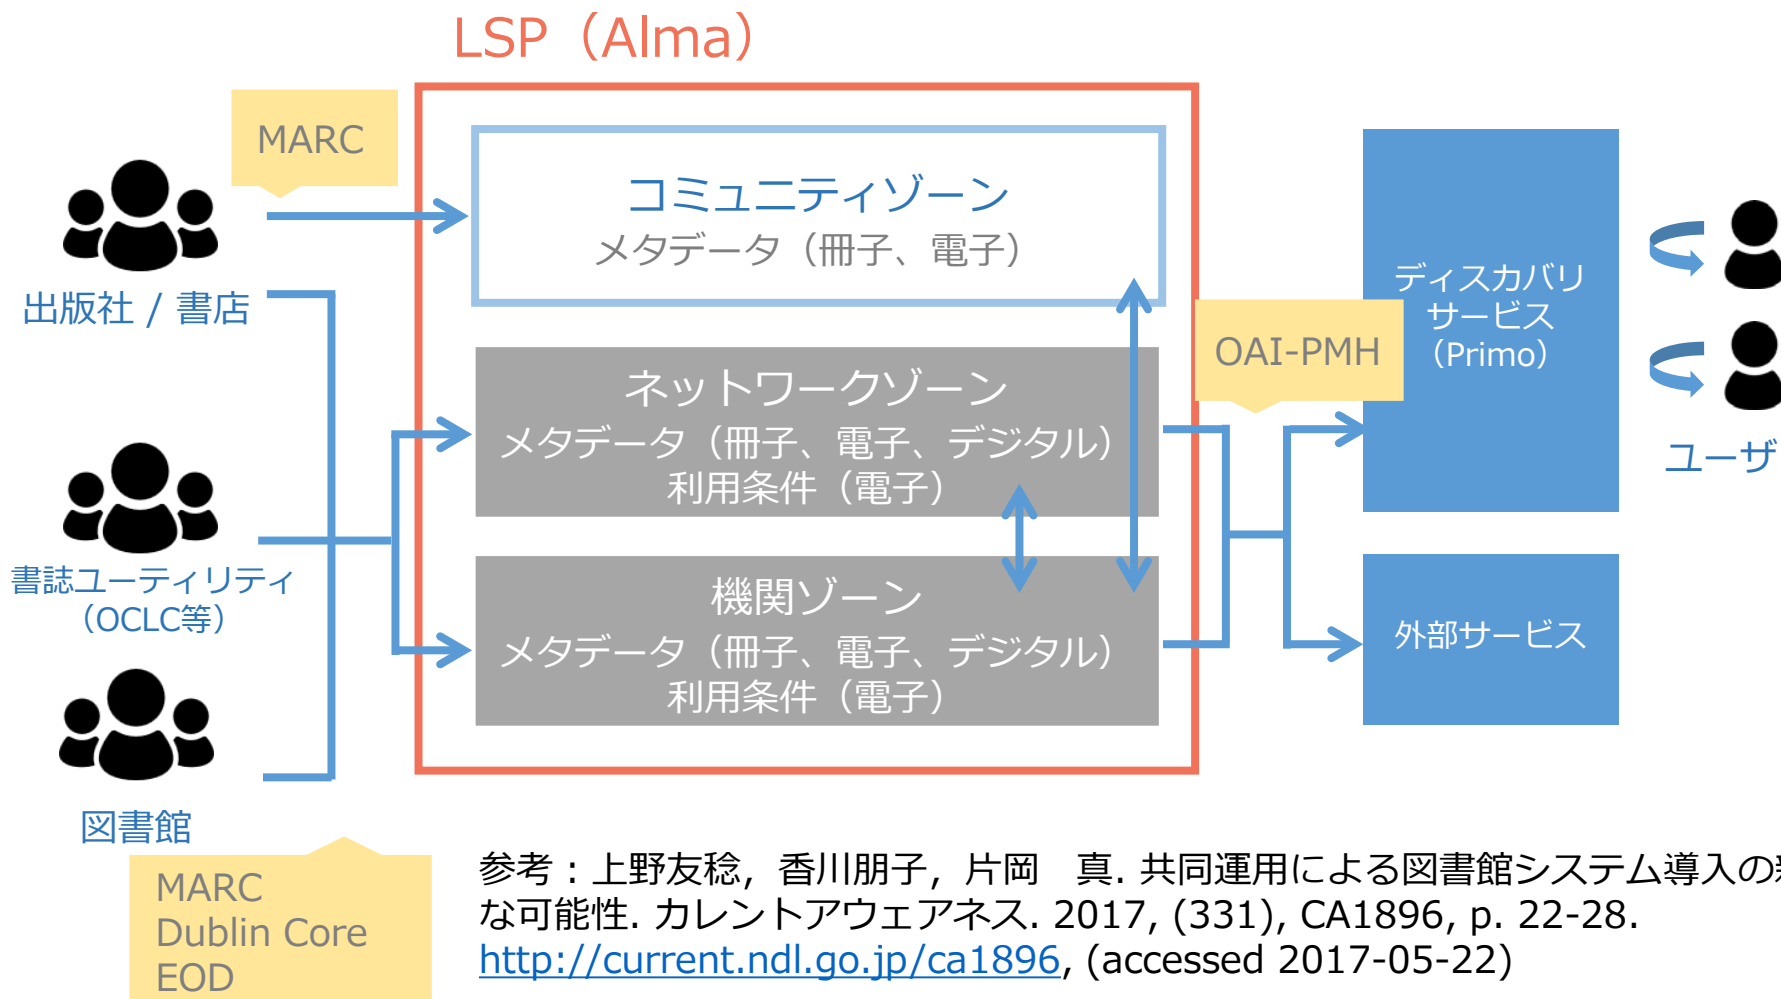 LSP（Alma）
MARC
コミュニティゾーン
メタデータ（冊子、電子）
出版社 / 書店
ディスカバリ
サービス
（Primo）
OAI-PMH
ネットワークゾーン
メタデータ（冊子、電子、デジタル）
利用条件（電子）
ユーザ
書誌ユーティリティ
（OCLC等）
機関ゾーン
メタデータ（冊子、電子、デジタル）
利用条件（電子）
外部サービス
図書館
MARC
Dublin Core
EOD
参考：上野友稔，香川朋子，片岡　真. 共同運用による図書館システム導入の新
な可能性. カレントアウェアネス. 2017, (331), CA1896, p. 22-28.
http://current.ndl.go.jp/ca1896, (accessed 2017-05-22)